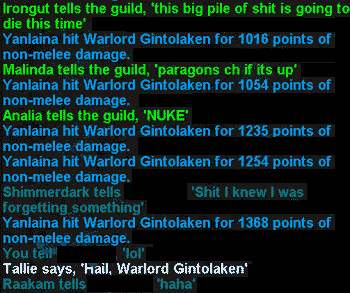 Irongut tells the guild, 'this big pile of shit is going to
die this time'
Yanlaina hit Warlord Gintolaken for 1016 points of
non-melee damage.
Malinda tells the guild, 'paragons ch if its up'
Yanlaina hit Warlord Gintolaken for 1054 points of
non-melee damage.
Analia tells the guild, 'NUKE'
Yanlaina hit Warlord Gintolaken for 1235 points of
non-melee damage.
Yanlaina hit Warlord Gintolaken for 1254 points of
non-melee damage.
Shimmerdark tells 'Shit I knew I was
forgetting something'
Yanlaina hit Warlord Gintolaken for 1368 points of
non-melee damage.
You tell 'lol'
Tallie says, 'Hail, Warlord Gintolaken'
Raakam tells 'haha'